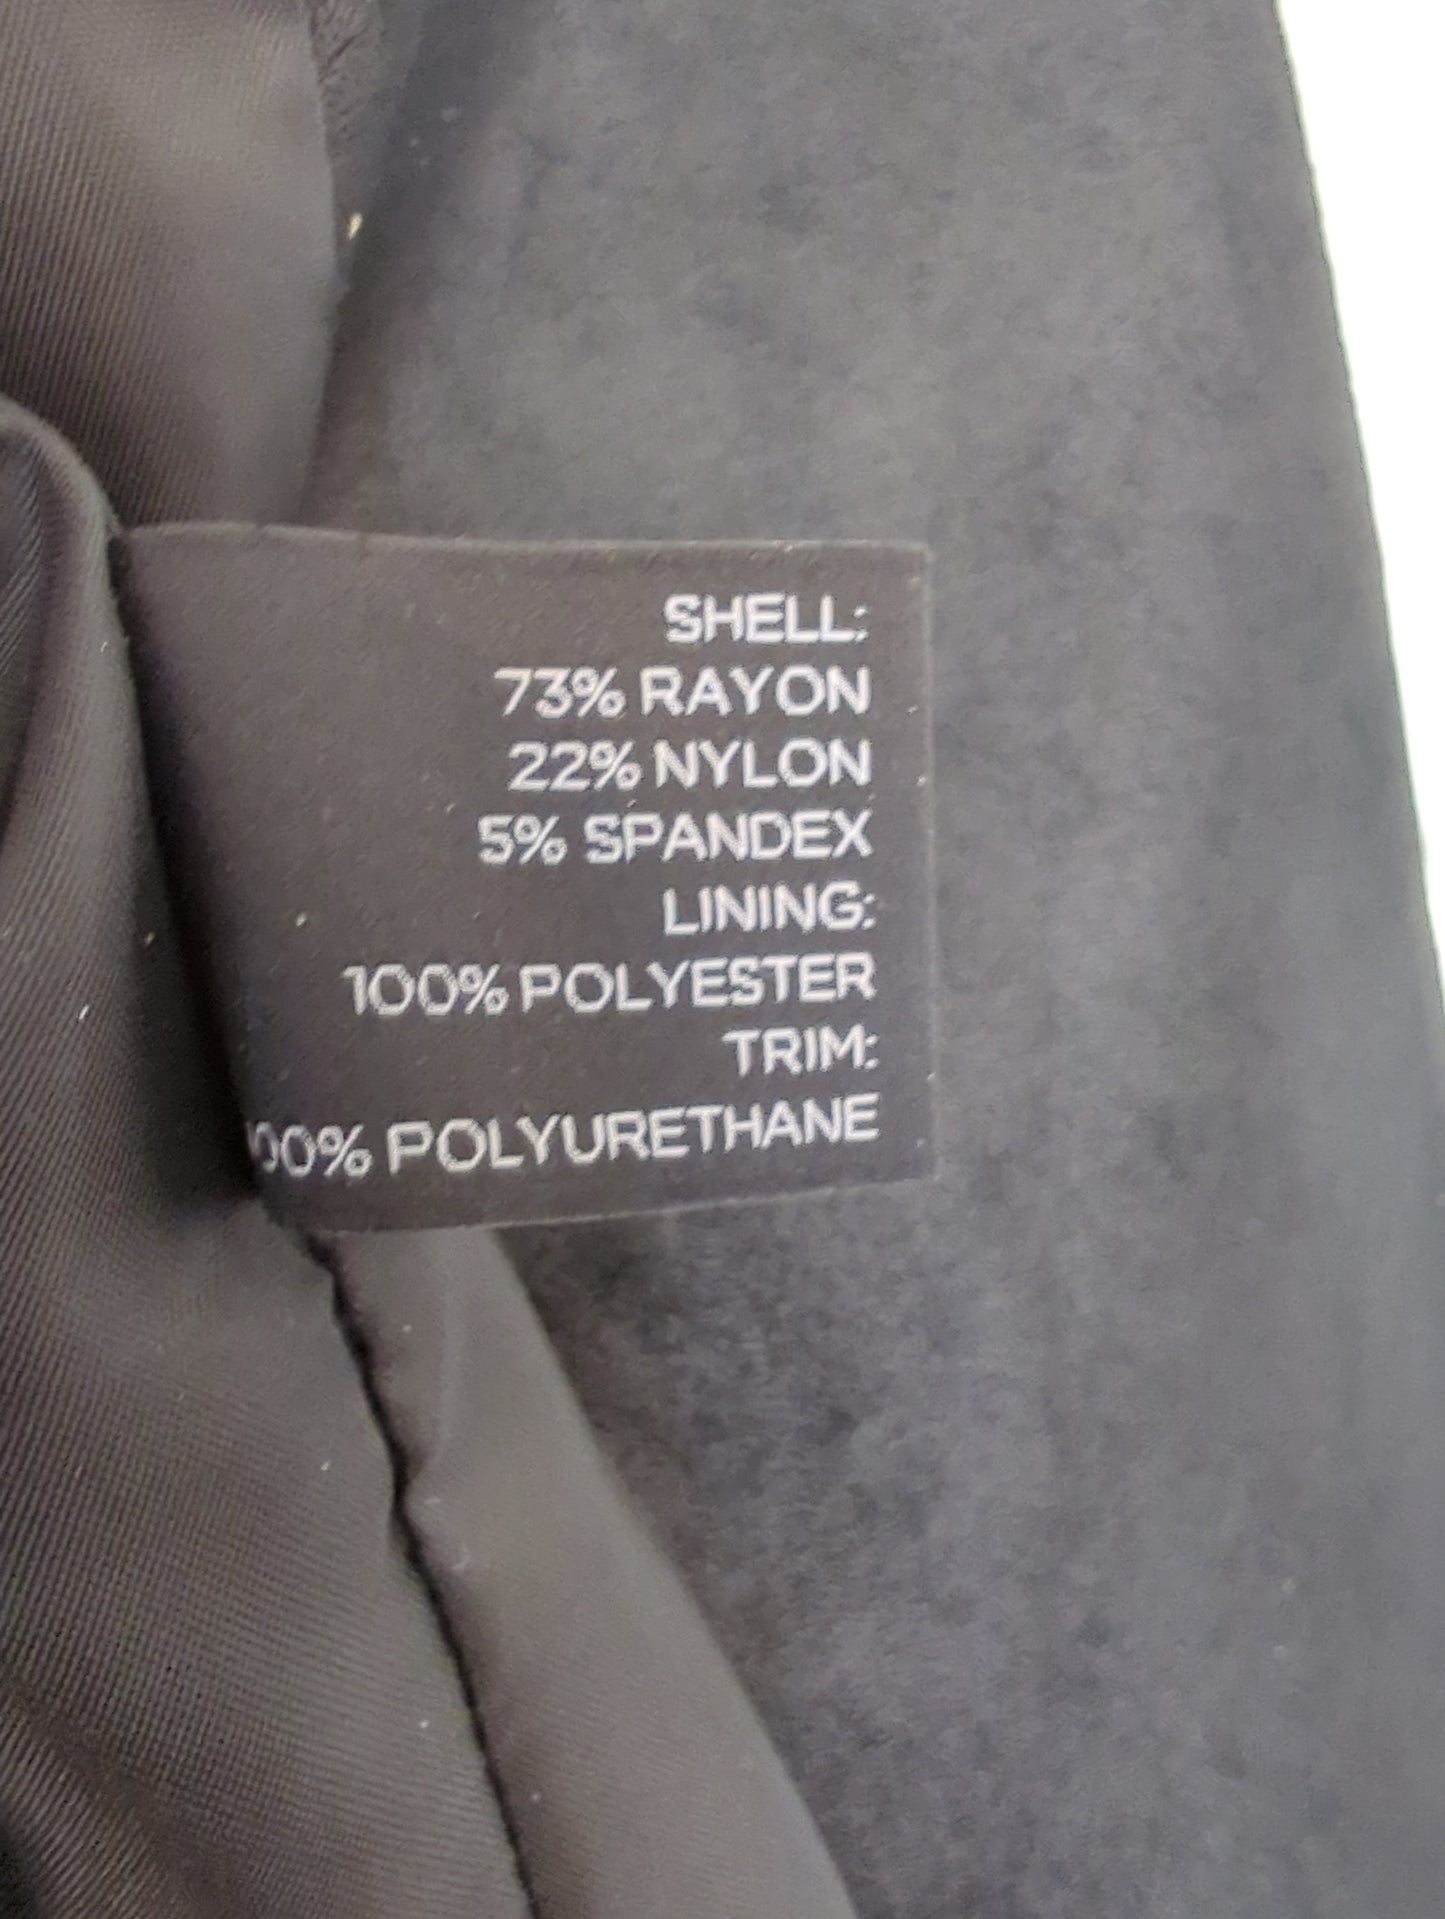 SHELL:
73% RAYON
22% NYLON
5% SPANDEX
LINING:
100% POLYESTER
TRIM:
00% POLYURETHANE